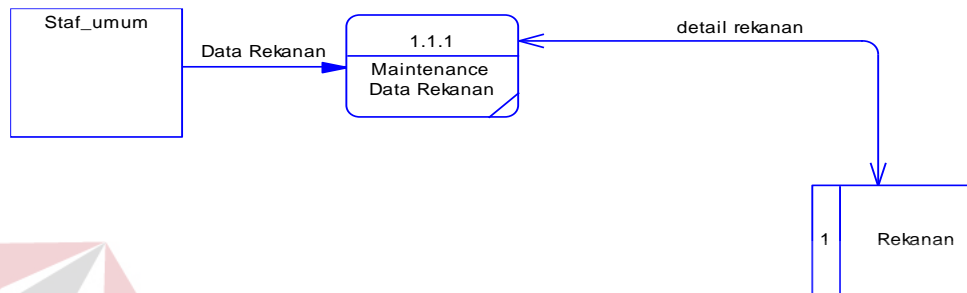 Staf_umum
Data Rekanan
1.1.1
Maintenance
Data Rekanan
detail rekanan
1
Rekanan